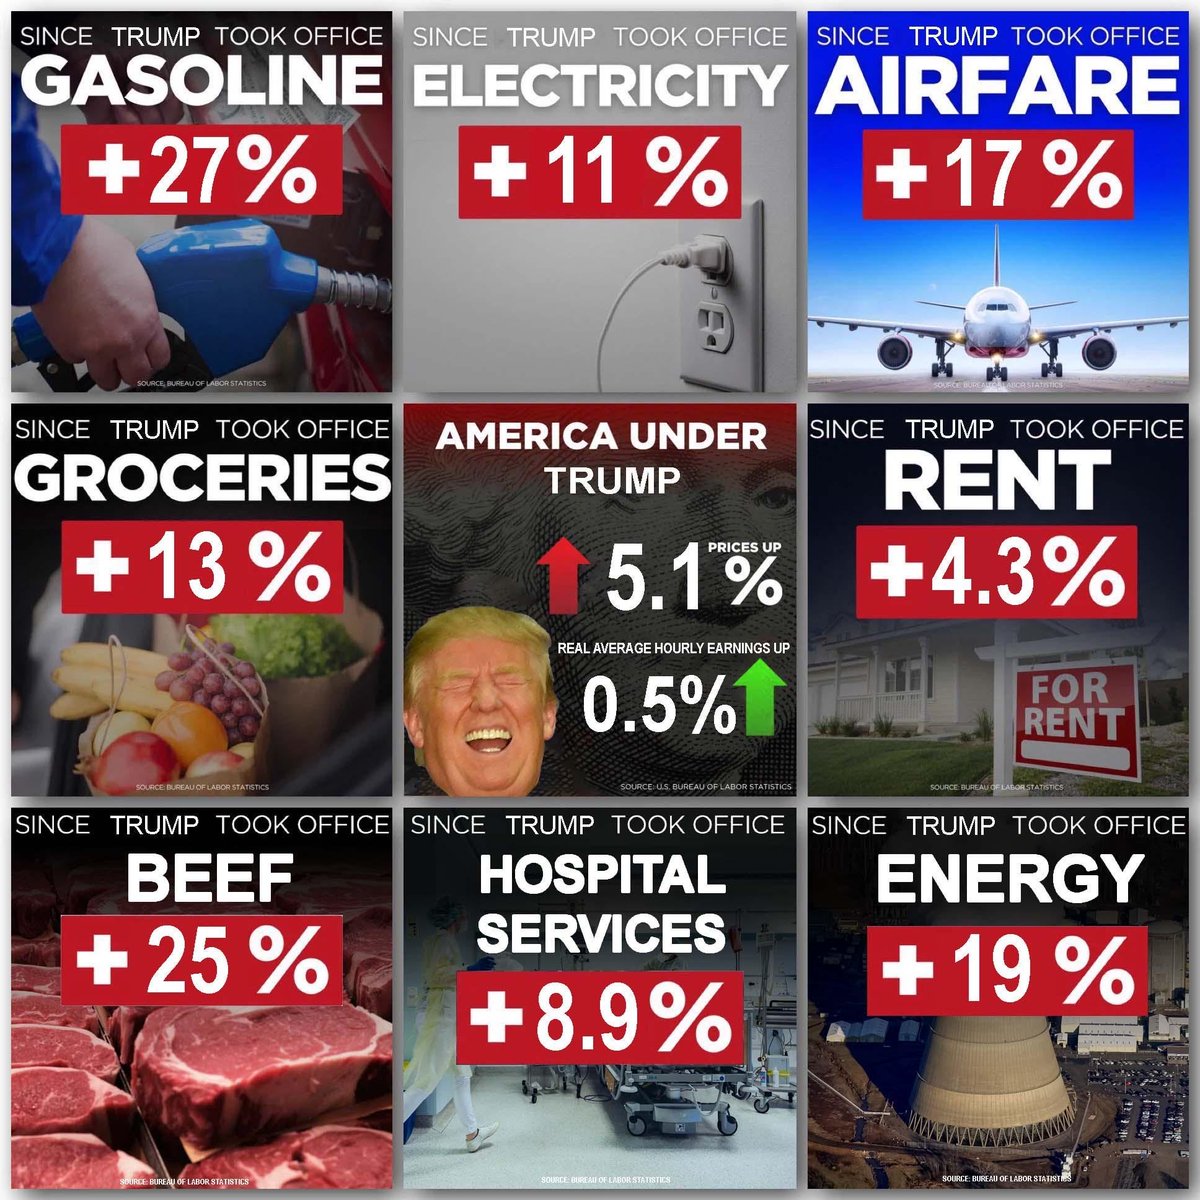 SINCE TRUMP TOOK OFFICE
GASOLINE
+27%
SOURCE: BUREAU OF LABOR STATISTICS
SINCE TRUMP TOOK OFFICE
ELECTRICITY
+11%
SINCE TRUMP TOOK OFFICE
AIRFARE
+17%
SOURCE: BUREAU OF LABOR STATISTICS
SINCE TRUMP TOOK OFFICE
GROCERIES
+13%
SOURCE: BUREAU OF LABOR STATISTICS
AMERICA UNDER
TRUMP
PRICES UP
5.1%
REAL AVERAGE HOURLY EARNINGS UP
0.5%
SOURCE: U.S. BUREAU OF LABOR STATISTICS
SINCE TRUMP TOOK OFFICE
RENT
+4.3%
FOR
RENT
SOURCE: BUREAU OF LABOR STATISTICS
SINCE TRUMP TOOK OFFICE
BEEF
+25%
SOURCE: BUREAU OF LABOR STATISTICS
SINCE TRUMP TOOK OFFICE
HOSPITAL
SERVICES
+8.9%
SOURCE: BUREAU OF LABOR STATISTICS
SINCE TRUMP TOOK OFFICE
ENERGY
+19%
SOURCE: BUREAU OF LABOR STATISTICS